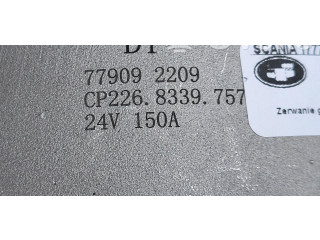 77909 2209
CP226.8339.757
24V 150A
SCANIA
Zerwanie